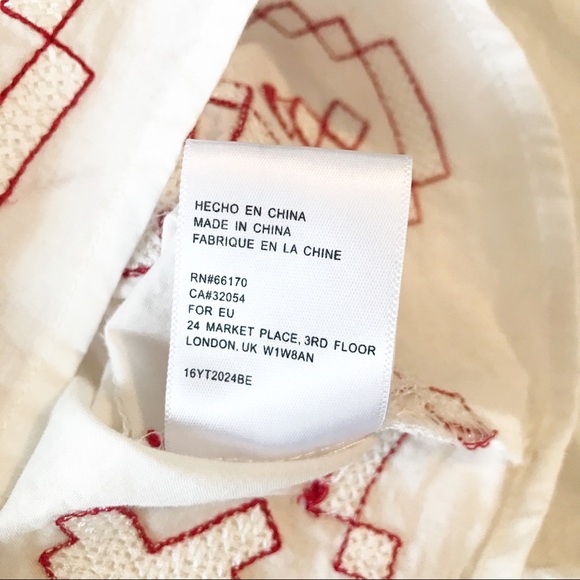 HECHO EN CHINA
MADE IN CHINA
FABRIQUE EN LA CHINE
RN#66170
CA#32054
FOR EU
24 MARKET PLACE, 3RD FLOOR
LONDON, UK W1W8AN
16YT2024BE